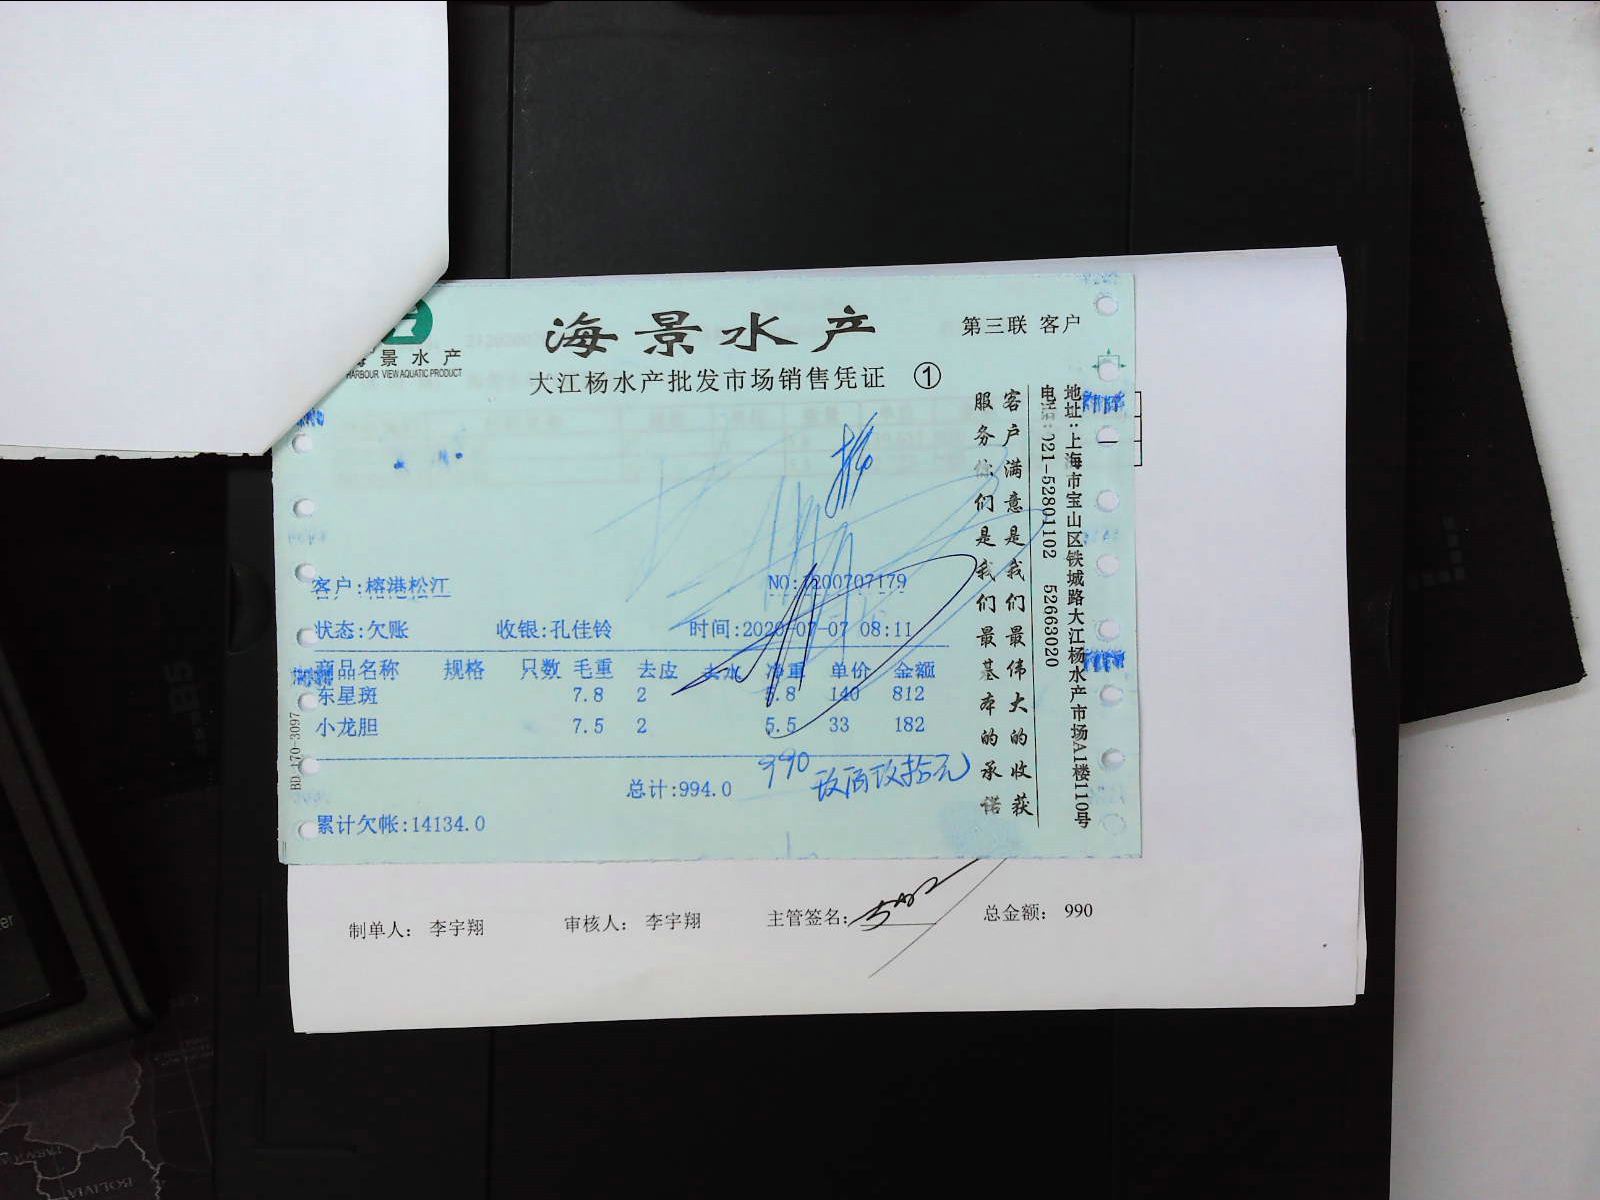 景水产
HARBOUR VIEW AQUATIC PRODUCT
海景水产
大江杨水产批发市场销售凭证 ①
第三联 客户
客户:榕港松江
NO:
200707179
状态:欠账 收银:孔佳铃 时间:2020-07-07 08:11
商品名称 规格 只数 毛重 去皮 去水 净重 单价 金额
东星斑 7.8 2 5.8 140 812
小龙胆 7.5 2 5.5 33 182
总计:994.0
990 玖佰玖拾元
累计欠帐:14134.0
客户满意是我们最伟大的收获
服务
们是我们最基本的承诺
地址:上海市宝山区铁城路大江杨水产市场A1楼110号
电话:021-52801102 52663020
BD 170-3097
制单人: 李宇翔 审核人: 李宇翔 主管签名: 总金额: 990